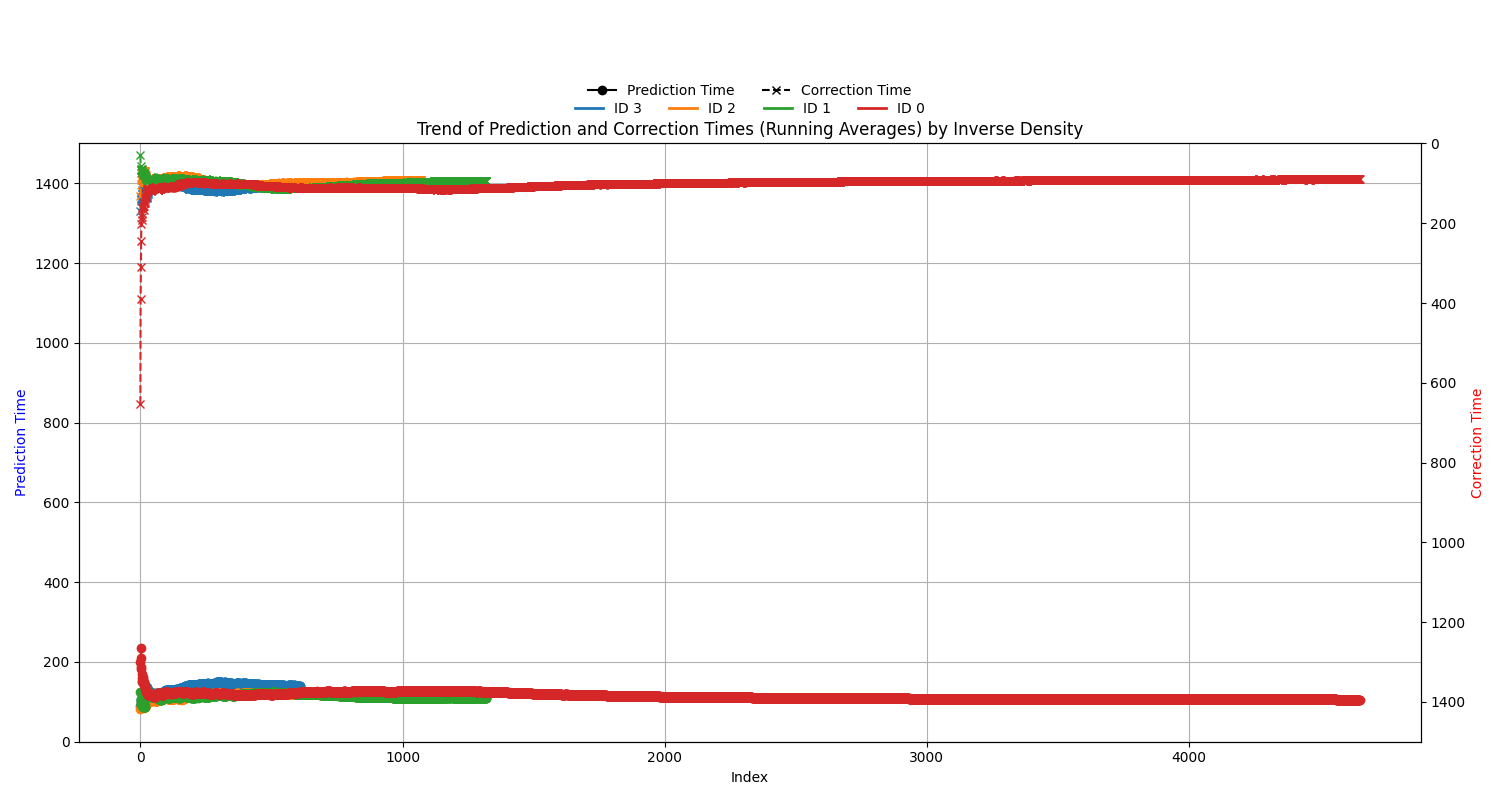 Prediction Time Correction Time
ID 3 ID 2 ID 1 ID 0
Trend of Prediction and Correction Times (Running Averages) by Inverse Density
Prediction Time
1400
1200
1000
800
600
400
200
0
0 1000 2000 3000 4000
Index
0
200
400
600
800
1000
1200
1400
Correction Time